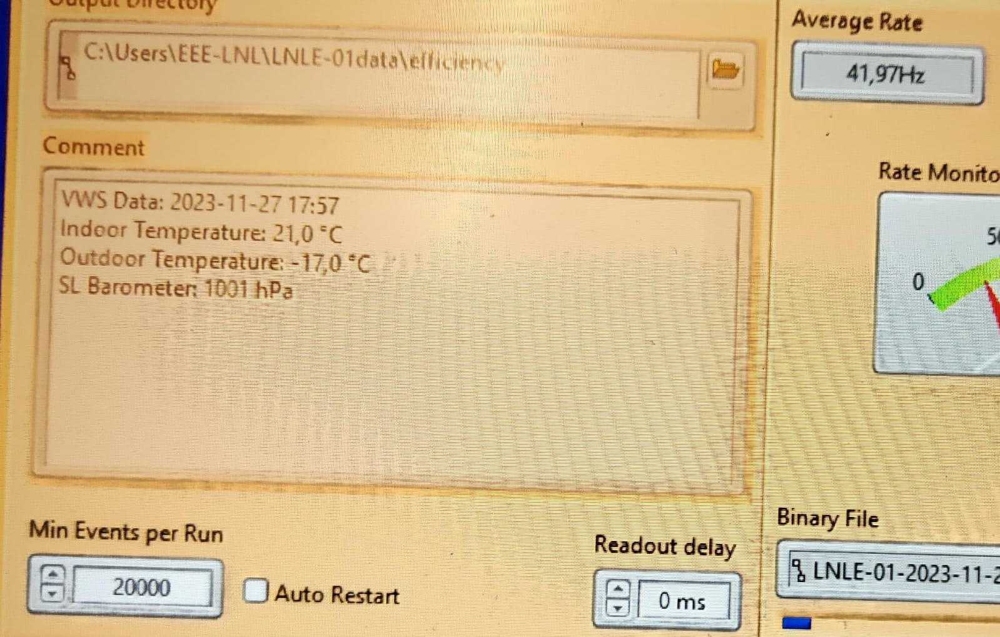 Output Directory
C:\Users\EEE-LNL\LNLE-01data\efficiency
Comment
VWS Data: 2023-11-27 17:57
Indoor Temperature: 21,0 °C
Outdoor Temperature: -17,0 °C
SL Barometer: 1001 hPa
Min Events per Run
20000
Auto Restart
Readout delay
0 ms
Average Rate
41,97Hz
Rate Monito
0
Binary File
LNLE-01-2023-11-2